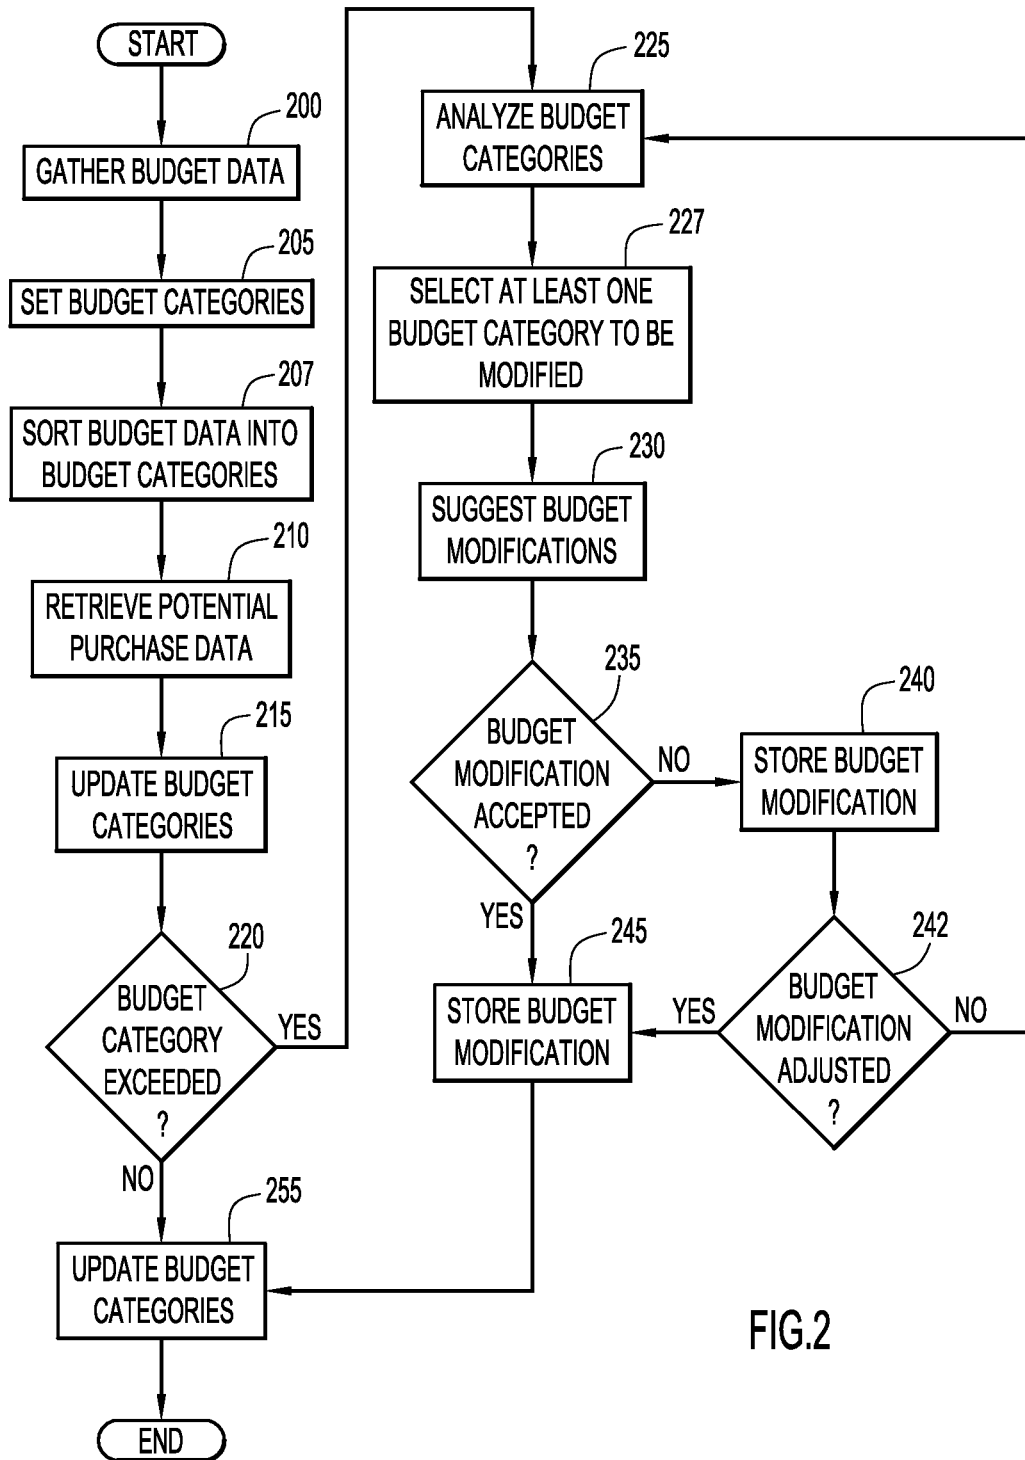 START
200
GATHER BUDGET DATA
205
SET BUDGET CATEGORIES
207
SORT BUDGET DATA INTO
BUDGET CATEGORIES
210
RETRIEVE POTENTIAL
PURCHASE DATA
215
UPDATE BUDGET
CATEGORIES
220
BUDGET
CATEGORY
EXCEEDED
?
YES
NO
255
UPDATE BUDGET
CATEGORIES
END
225
ANALYZE BUDGET
CATEGORIES
227
SELECT AT LEAST ONE
BUDGET CATEGORY TO BE
MODIFIED
230
SUGGEST BUDGET
MODIFICATIONS
235
BUDGET
MODIFICATION
ACCEPTED
?
NO
YES
240
STORE BUDGET
MODIFICATION
242
BUDGET
MODIFICATION
ADJUSTED
?
YES
NO
245
STORE BUDGET
MODIFICATION
FIG.2